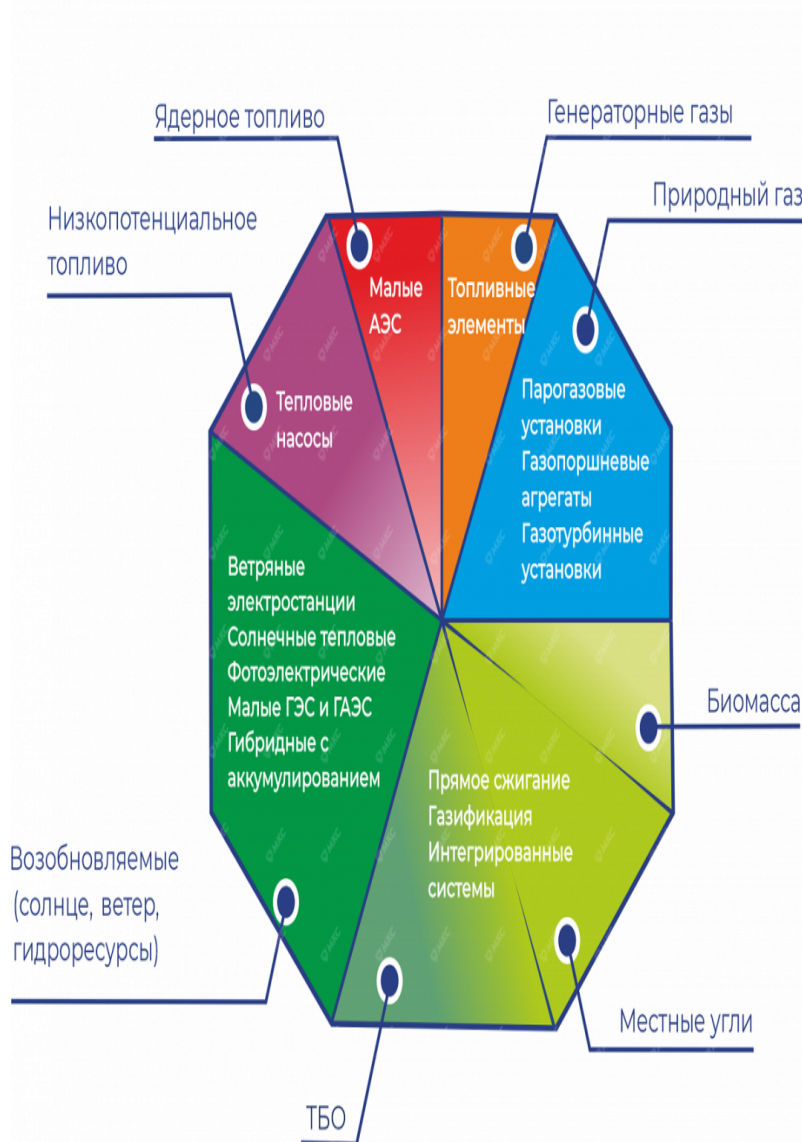 Ядерное топливо
Генераторные газы
Природный газ
Низкопотенциальное
топливо
Малые
АЭС
Топливные
элементы
Тепловые
насосы
Парогазовые
установки
Газопоршневые
агрегаты
Газотурбинные
установки
Ветряные
электростанции
Солнечные тепловые
Фотоэлектрические
Малые ГЭС и ГАЭС
Гибридные с
аккумулированием
Биомасса
Прямое сжигание
Газификация
Интегрированные
системы
Возобновляемые
(солнце, ветер,
гидроресурсы)
Местные угли
ТБО